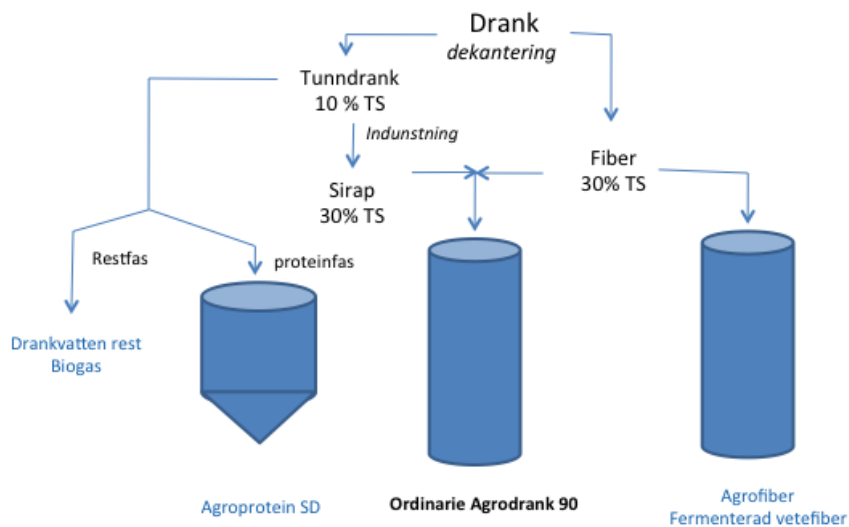 Drank
dekantering
Tunndrank
10 % TS
Indunstning
Fiber
30% TS
Sirap
30% TS
Restfas
proteinfas
Drankvatten rest
Biogas
Agroprotein SD
Ordinarie Agrodrank 90
Agrofiber
Fermenterad vetefiber